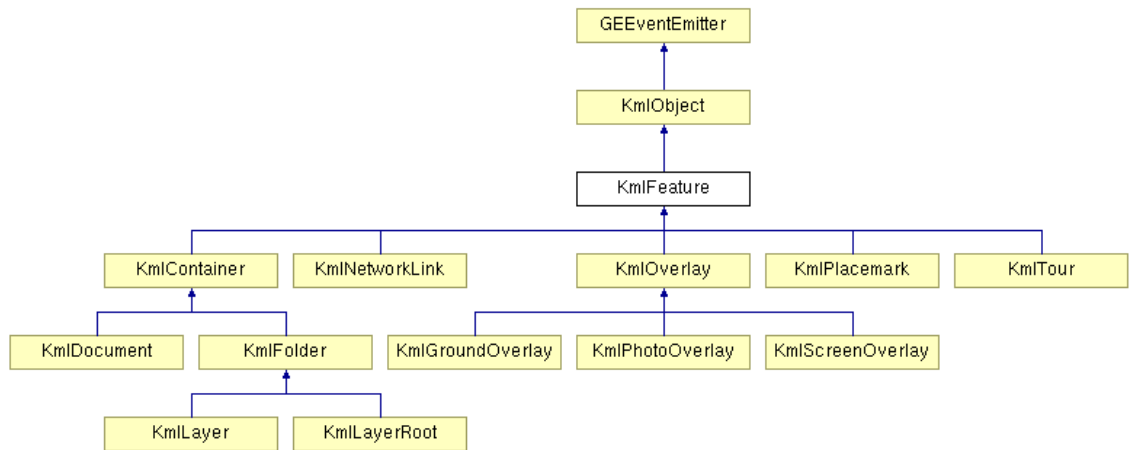 GEEventEmitter
KmlObject
KmlFeature
KmlContainer
KmlNetworkLink
KmlOverlay
KmlPlacemark
KmlTour
KmlDocument
KmlFolder
KmlGroundOverlay
KmlPhotoOverlay
KmlScreenOverlay
KmlLayer
KmlLayerRoot